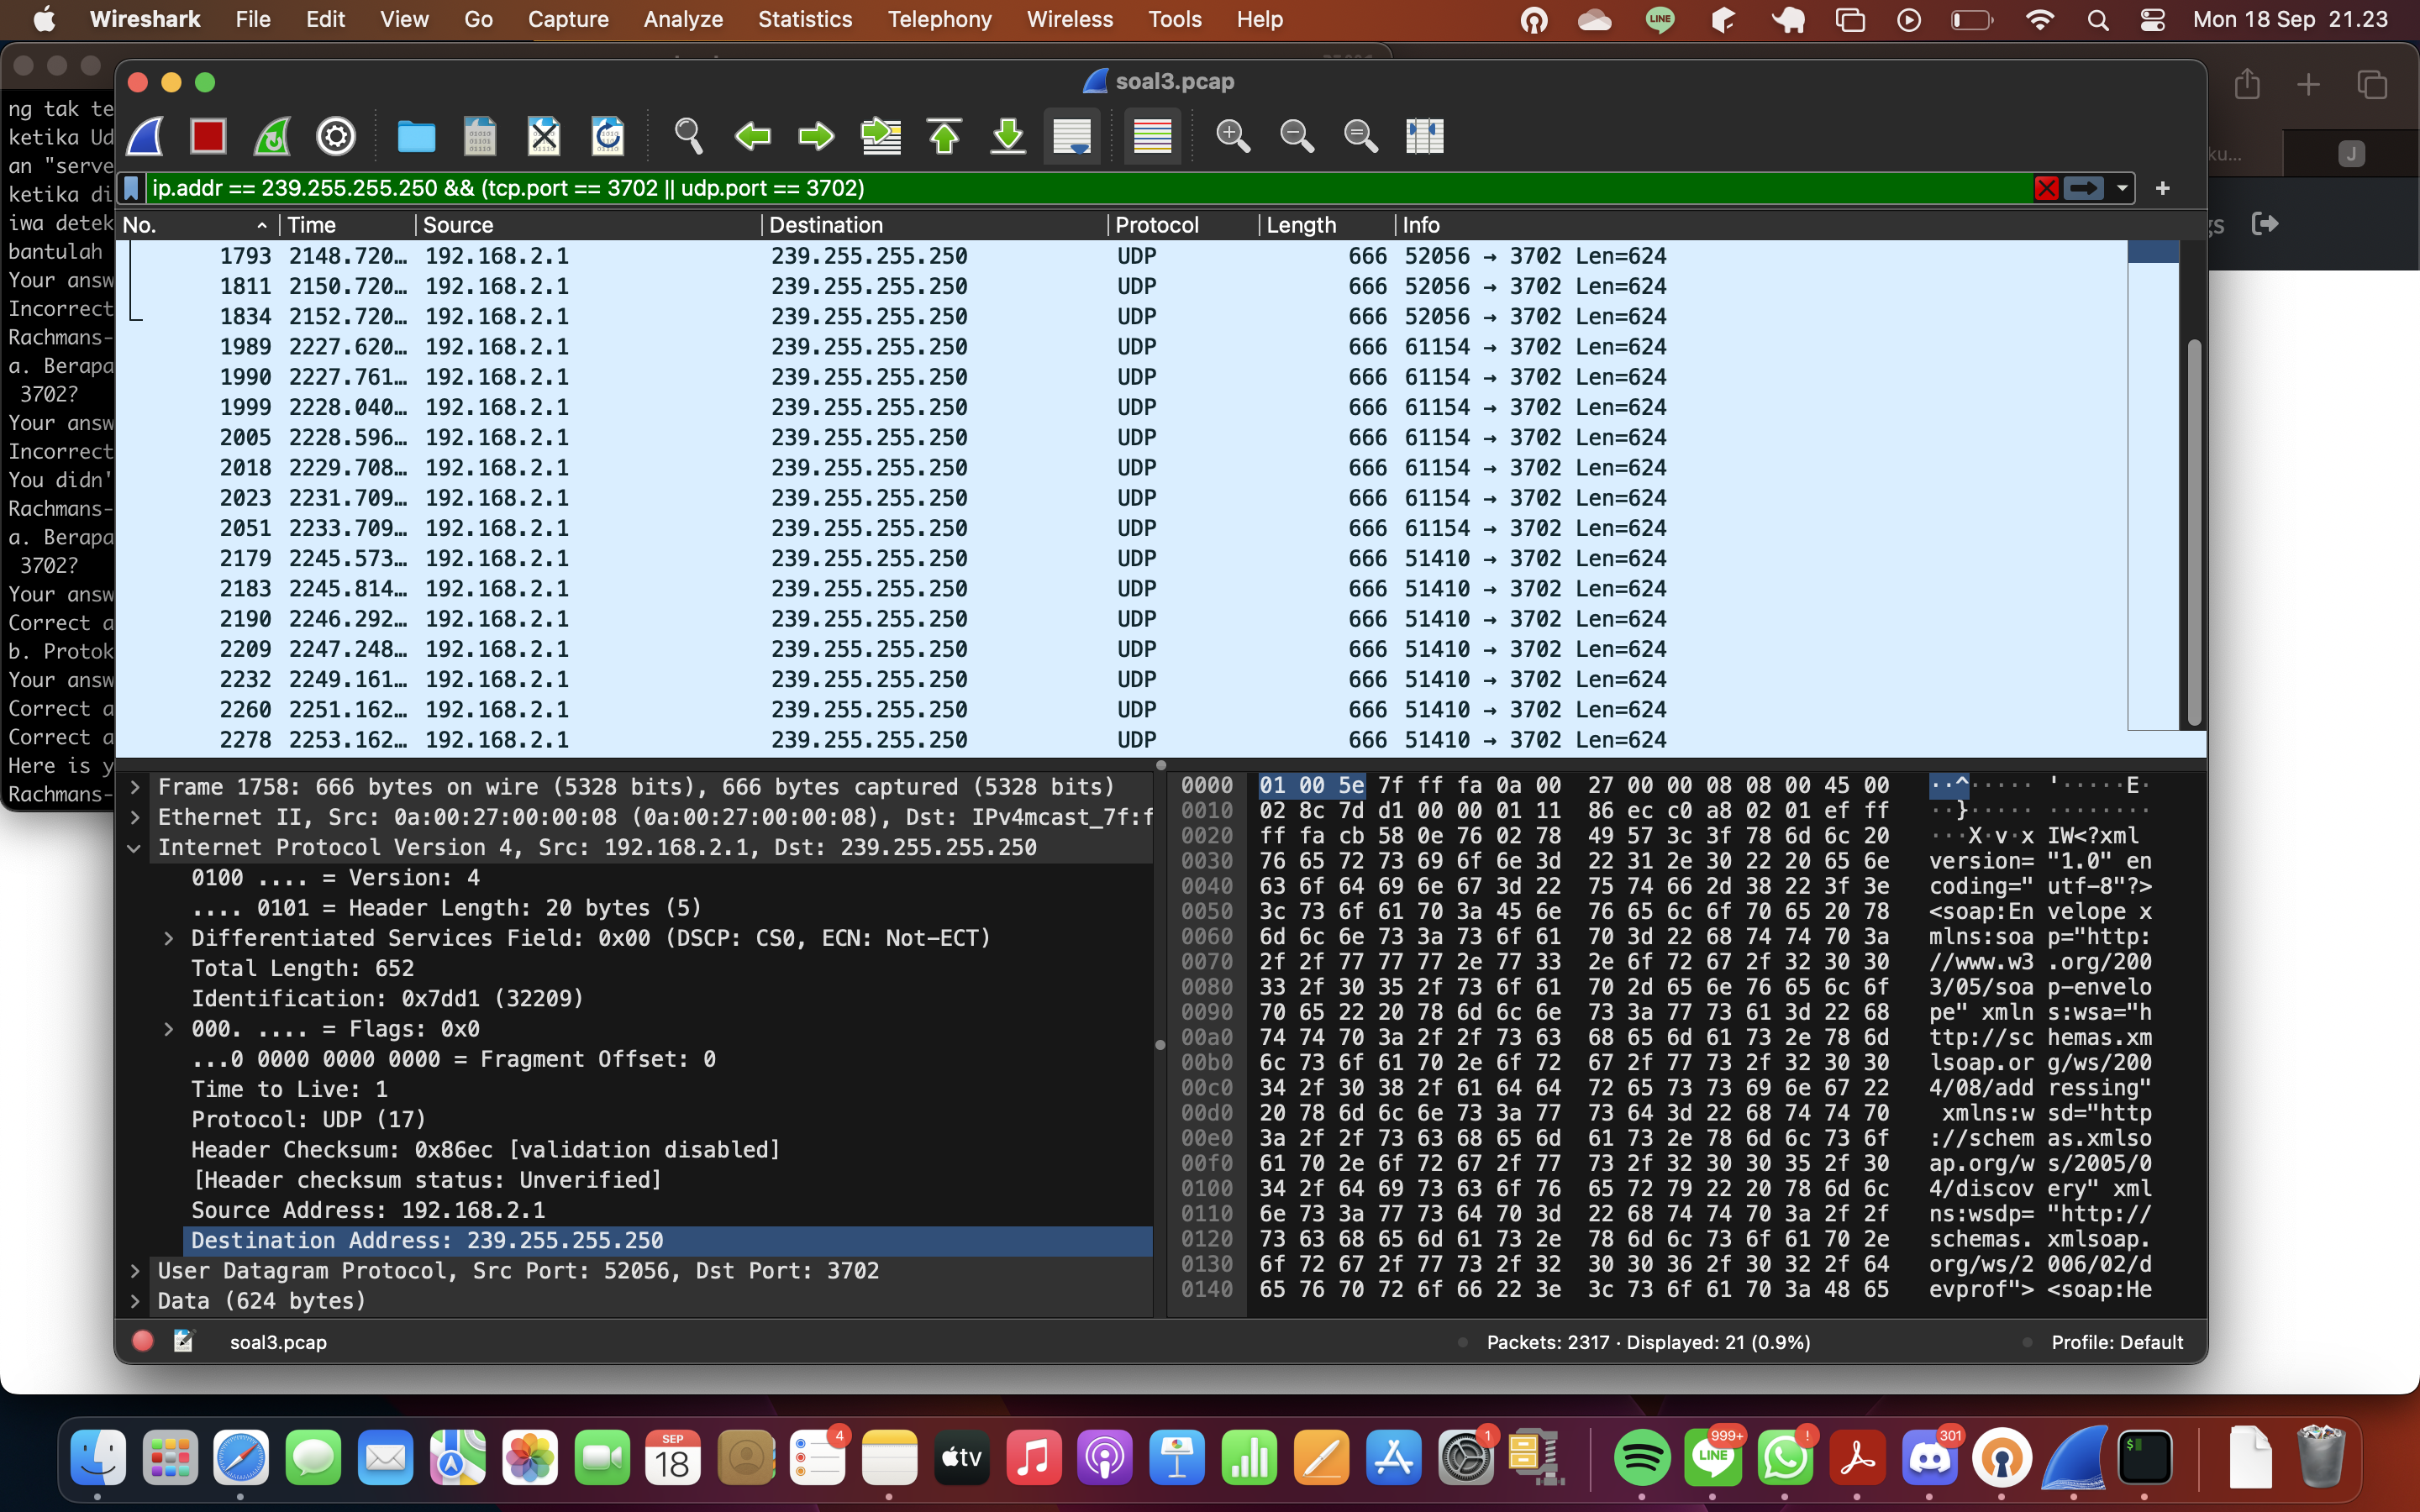 Wireshark File Edit View Go Capture Analyze Statistics Telephony Wireless Tools Help LINE Mon 18 Sep 21.23
soal3.pcap
ip.addr == 239.255.255.250 && (tcp.port == 3702 || udp.port == 3702)
No. Time Source Destination Protocol Length Info
1793 2148.720… 192.168.2.1 239.255.255.250 UDP 666 52056 → 3702 Len=624
1811 2150.720… 192.168.2.1 239.255.255.250 UDP 666 52056 → 3702 Len=624
1834 2152.720… 192.168.2.1 239.255.255.250 UDP 666 52056 → 3702 Len=624
1989 2227.620… 192.168.2.1 239.255.255.250 UDP 666 61154 → 3702 Len=624
1990 2227.761… 192.168.2.1 239.255.255.250 UDP 666 61154 → 3702 Len=624
1999 2228.040… 192.168.2.1 239.255.255.250 UDP 666 61154 → 3702 Len=624
2005 2228.596… 192.168.2.1 239.255.255.250 UDP 666 61154 → 3702 Len=624
2018 2229.708… 192.168.2.1 239.255.255.250 UDP 666 61154 → 3702 Len=624
2023 2231.709… 192.168.2.1 239.255.255.250 UDP 666 61154 → 3702 Len=624
2051 2233.709… 192.168.2.1 239.255.255.250 UDP 666 61154 → 3702 Len=624
2179 2245.573… 192.168.2.1 239.255.255.250 UDP 666 51410 → 3702 Len=624
2183 2245.814… 192.168.2.1 239.255.255.250 UDP 666 51410 → 3702 Len=624
2190 2246.292… 192.168.2.1 239.255.255.250 UDP 666 51410 → 3702 Len=624
2209 2247.248… 192.168.2.1 239.255.255.250 UDP 666 51410 → 3702 Len=624
2232 2249.161… 192.168.2.1 239.255.255.250 UDP 666 51410 → 3702 Len=624
2260 2251.162… 192.168.2.1 239.255.255.250 UDP 666 51410 → 3702 Len=624
2278 2253.162… 192.168.2.1 239.255.255.250 UDP 666 51410 → 3702 Len=624
Frame 1758: 666 bytes on wire (5328 bits), 666 bytes captured (5328 bits)
Ethernet II, Src: 0a:00:27:00:00:08 (0a:00:27:00:00:08), Dst: IPv4mcast_7f:f
Internet Protocol Version 4, Src: 192.168.2.1, Dst: 239.255.255.250
0100 .... = Version: 4
.... 0101 = Header Length: 20 bytes (5)
Differentiated Services Field: 0x00 (DSCP: CS0, ECN: Not-ECT)
Total Length: 652
Identification: 0x7dd1 (32209)
000. .... = Flags: 0x0
...0 0000 0000 0000 = Fragment Offset: 0
Time to Live: 1
Protocol: UDP (17)
Header Checksum: 0x86ec [validation disabled]
[Header checksum status: Unverified]
Source Address: 192.168.2.1
Destination Address: 239.255.255.250
User Datagram Protocol, Src Port: 52056, Dst Port: 3702
Data (624 bytes)
0000 01 00 5e 7f ff fa 0a 00 27 00 00 08 08 00 45 00 ··^····· '·····E·
0010 02 8c 7d d1 00 00 01 11 86 ec c0 a8 02 01 ef ff ··}····· ········
0020 ff fa cb 58 0e 76 02 78 49 57 3c 3f 78 6d 6c 20 ···X·v·x IW<?xml
0030 76 65 72 73 69 6f 6e 3d 22 31 2e 30 22 20 65 6e version= "1.0" en
0040 63 6f 64 69 6e 67 3d 22 75 74 66 2d 38 22 3f 3e coding=" utf-8"?>
0050 3c 73 6f 61 70 3a 45 6e 76 65 6c 6f 70 65 20 78 <soap:En velope x
0060 6d 6c 6e 73 3a 73 6f 61 70 3d 22 68 74 74 70 3a mlns:soa p="http:
0070 2f 2f 77 77 77 2e 77 33 2e 6f 72 67 2f 32 30 30 //www.w3 .org/200
0080 33 2f 30 35 2f 73 6f 61 70 2d 65 6e 76 65 6c 6f 3/05/soa p-envelo
0090 70 65 22 20 78 6d 6c 6e 73 3a 77 73 61 3d 22 68 pe" xmln s:wsa="h
00a0 74 74 70 3a 2f 2f 73 63 68 65 6d 61 73 2e 78 6d ttp://sc hemas.xm
00b0 6c 73 6f 61 70 2e 6f 72 67 2f 77 73 2f 32 30 30 lsoap.or g/ws/200
00c0 34 2f 30 38 2f 61 64 64 72 65 73 73 69 6e 67 22 4/08/add ressing"
00d0 20 78 6d 6c 6e 73 3a 77 73 64 3d 22 68 74 74 70 xmlns:w sd="http
00e0 3a 2f 2f 73 63 68 65 6d 61 73 2e 78 6d 6c 73 6f ://schem as.xmlso
00f0 61 70 2e 6f 72 67 2f 77 73 2f 32 30 30 35 2f 30 ap.org/w s/2005/0
0100 34 2f 64 69 73 63 6f 76 65 72 79 22 20 78 6d 6c 4/discov ery" xml
0110 6e 73 3a 77 73 64 70 3d 22 68 74 74 70 3a 2f 2f ns:wsdp= "http://
0120 73 63 68 65 6d 61 73 2e 78 6d 6c 73 6f 61 70 2e schemas. xmlsoap.
0130 6f 72 67 2f 77 73 2f 32 30 30 36 2f 30 32 2f 64 org/ws/2 006/02/d
0140 65 76 70 72 6f 66 22 3e 3c 73 6f 61 70 3a 48 65 evprof"> <soap:He
soal3.pcap Packets: 2317 · Displayed: 21 (0.9%) Profile: Default
ng tak te
ketika Ud
an "serve
ketika di
iwa detek
bantulah
Your answ
Incorrect
Rachmans-
a. Berapa
3702?
Your answ
Incorrect
You didn'
Rachmans-
a. Berapa
3702?
Your answ
Correct a
b. Protok
Your answ
Correct a
Correct a
Here is y
Rachmans-
ku...
J
gs
SEP
18
4
tv
1
LINE
999+
!
301
$